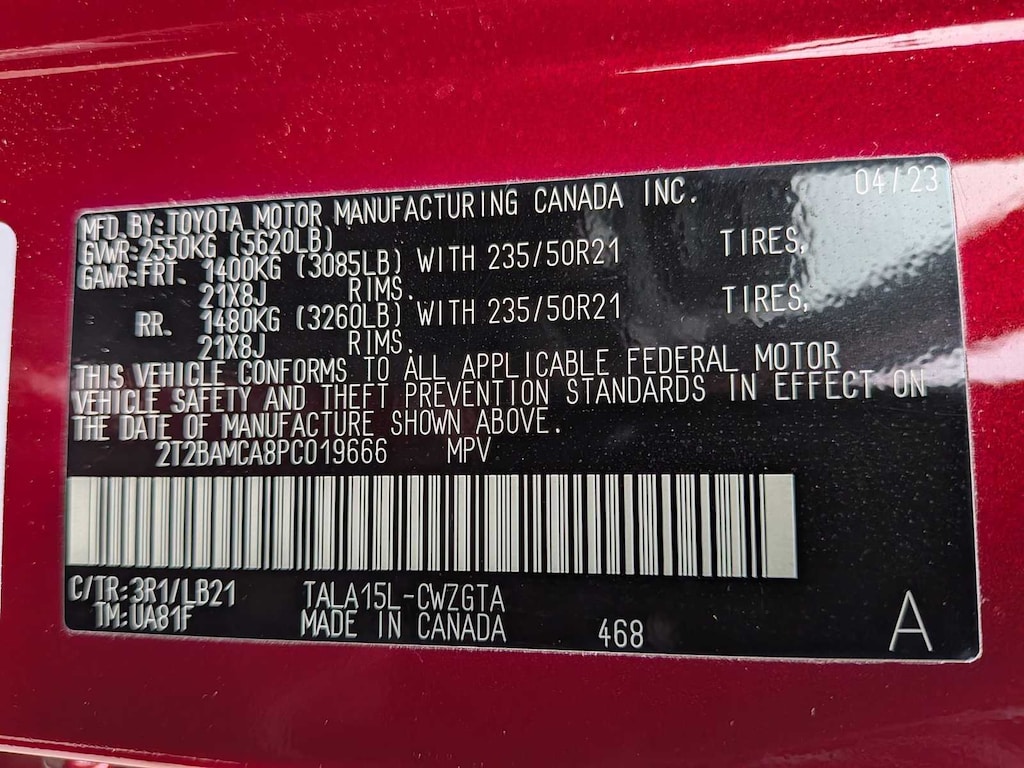 04/23
MFD. BY: TOYOTA MOTOR MANUFACTURING CANADA INC.
GVWR: 2550KG (5620LB)
GAWR: FRT. 1400KG (3085LB) WITH 235/50R21 TIRES,
21X8J RIMS.
RR. 1480KG (3260LB) WITH 235/50R21 TIRES,
21X8J RIMS.
THIS VEHICLE CONFORMS TO ALL APPLICABLE FEDERAL MOTOR
VEHICLE SAFETY AND THEFT PREVENTION STANDARDS IN EFFECT ON
THE DATE OF MANUFACTURE SHOWN ABOVE.
2T2BAMCA8PC019666 MPV
C/TR: 3R1/LB21 TALA15L-CWZGTA
TM: UA81F MADE IN CANADA 468 A